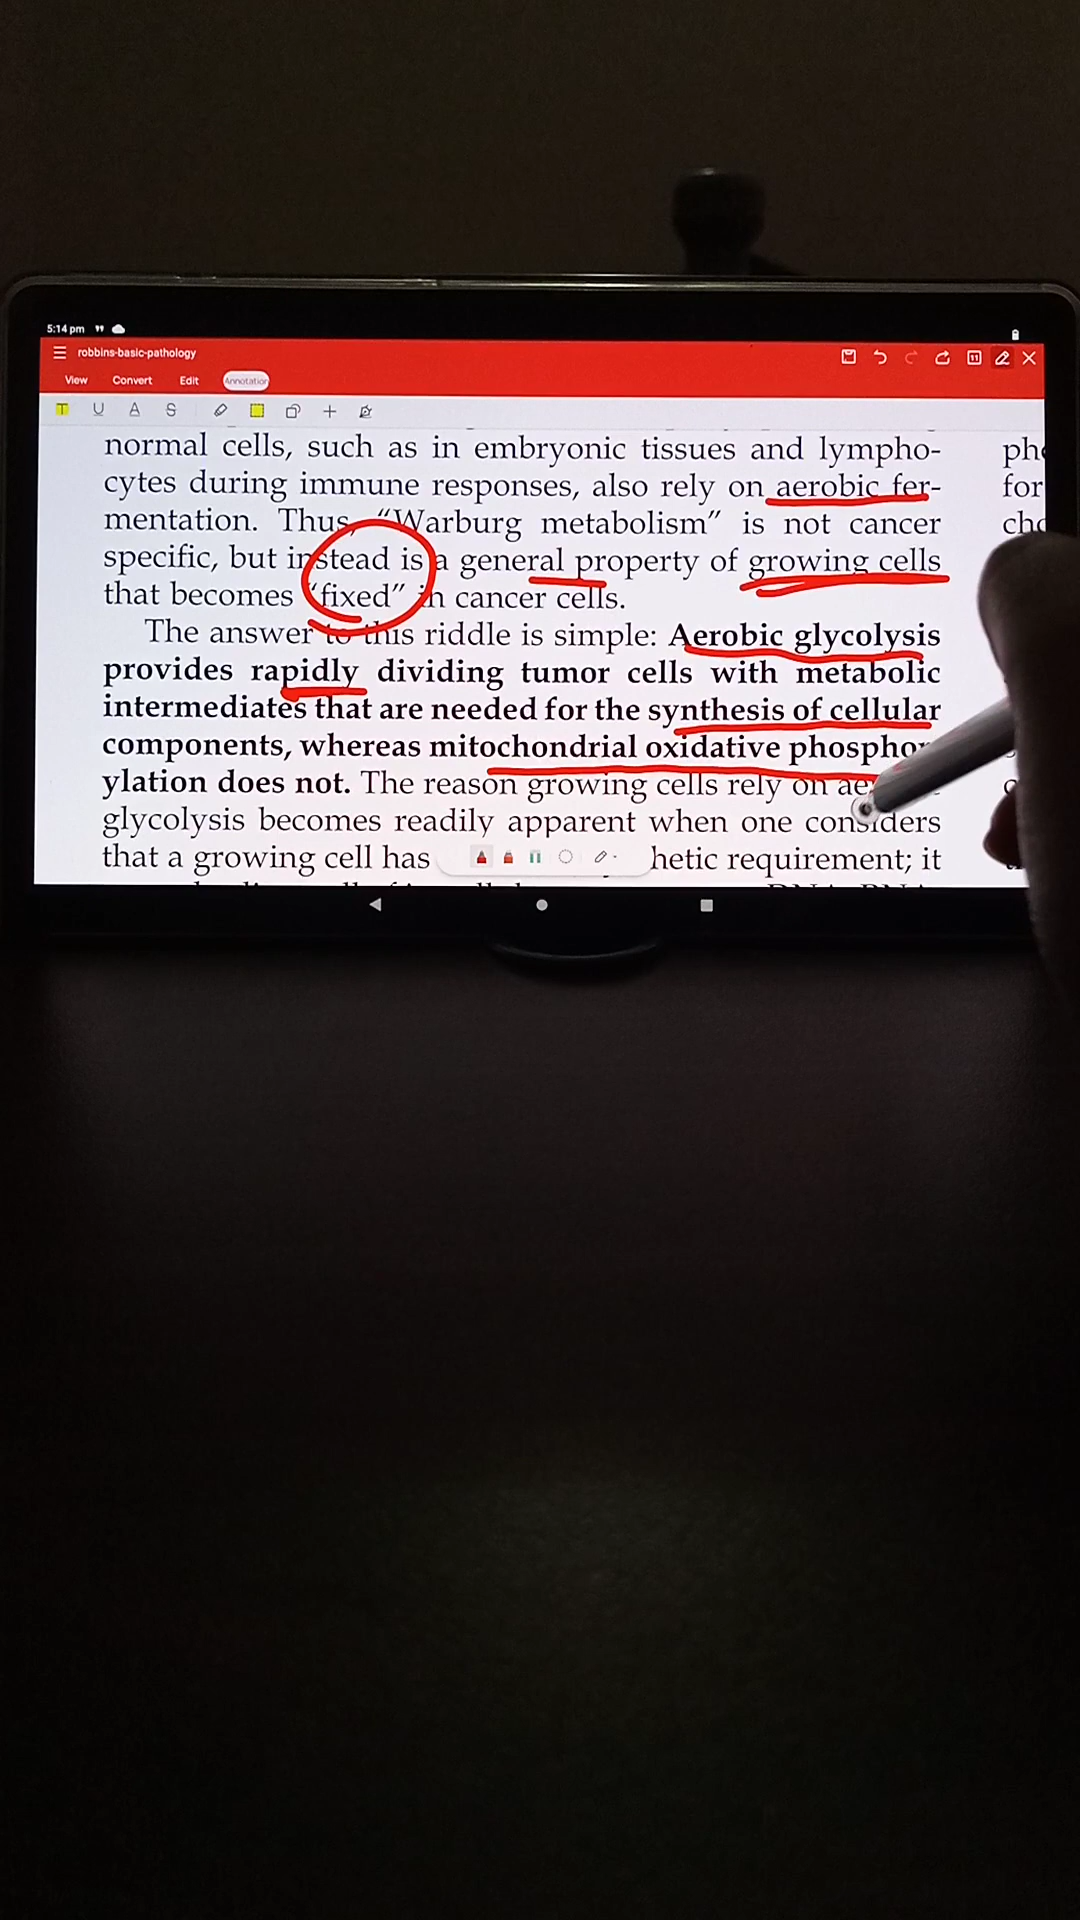 5:14 pm
robbins-basic-pathology
View Convert Edit Annotation
normal cells, such as in embryonic tissues and lympho-
cytes during immune responses, also rely on aerobic fer-
mentation. Thus, “Warburg metabolism” is not cancer
specific, but instead is a general property of growing cells
that becomes “fixed” in cancer cells.
The answer to this riddle is simple: Aerobic glycolysis
provides rapidly dividing tumor cells with metabolic
intermediates that are needed for the synthesis of cellular
components, whereas mitochondrial oxidative phosphor-
ylation does not. The reason growing cells rely on
glycolysis becomes readily apparent when one considers
that a growing cell has hetic requirement; it
for